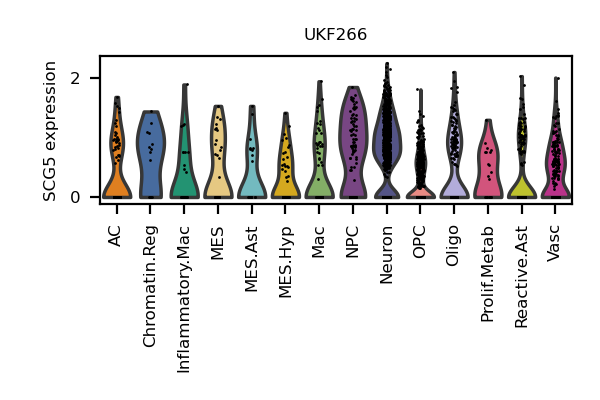 UKF266
SCG5 expression
2
0
AC
Chromatin.Reg
Inflammatory.Mac
MES
MES.Ast
MES.Hyp
Mac
NPC
Neuron
OPC
Oligo
Prolif.Metab
Reactive.Ast
Vasc